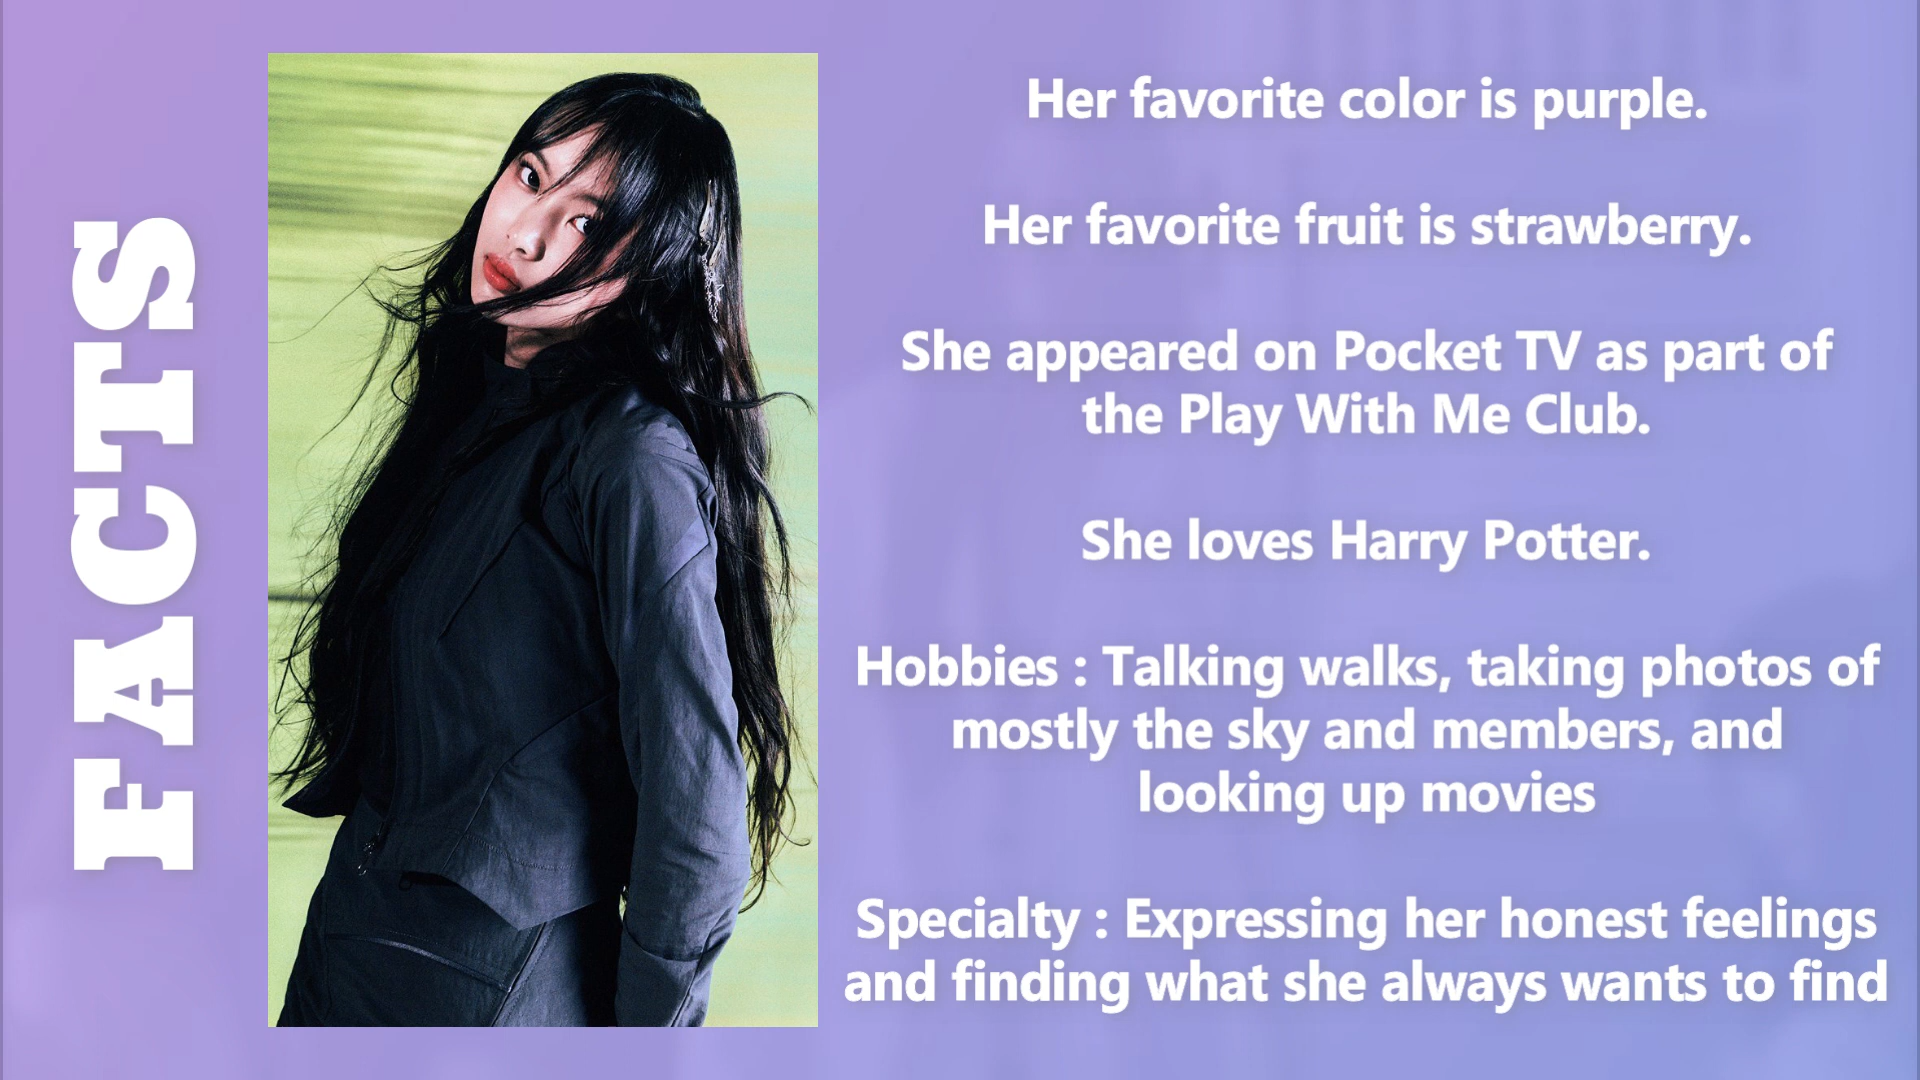 FACTS
Her favorite color is purple.
Her favorite fruit is strawberry.
She appeared on Pocket TV as part of
the Play With Me Club.
She loves Harry Potter.
Hobbies : Talking walks, taking photos of
mostly the sky and members, and
looking up movies
Specialty : Expressing her honest feelings
and finding what she always wants to find